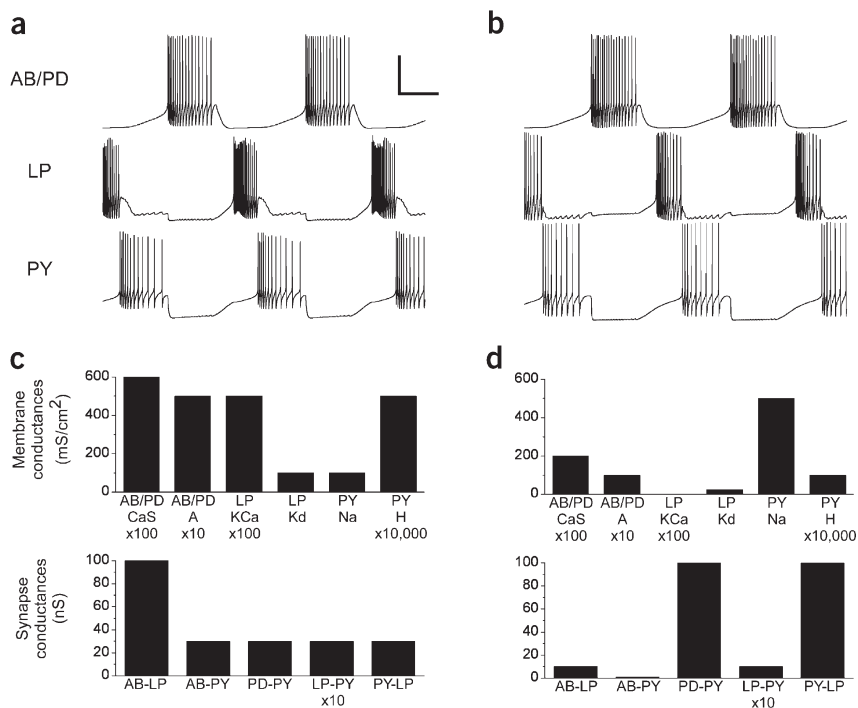 a
b
AB/PD
LP
PY
c
d
Membrane
conductances
(mS/cm²)
600
400
200
0
AB/PD AB/PD LP LP PY PY
CaS A KCa Kd Na H
x100 x10 x100 x10,000
600
400
200
0
AB/PD AB/PD LP LP PY PY
CaS A KCa Kd Na H
x100 x10 x100 x10,000
Synapse
conductances
(nS)
100
80
60
40
20
0
AB-LP AB-PY PD-PY LP-PY PY-LP
x10
100
80
60
40
20
0
AB-LP AB-PY PD-PY LP-PY PY-LP
x10